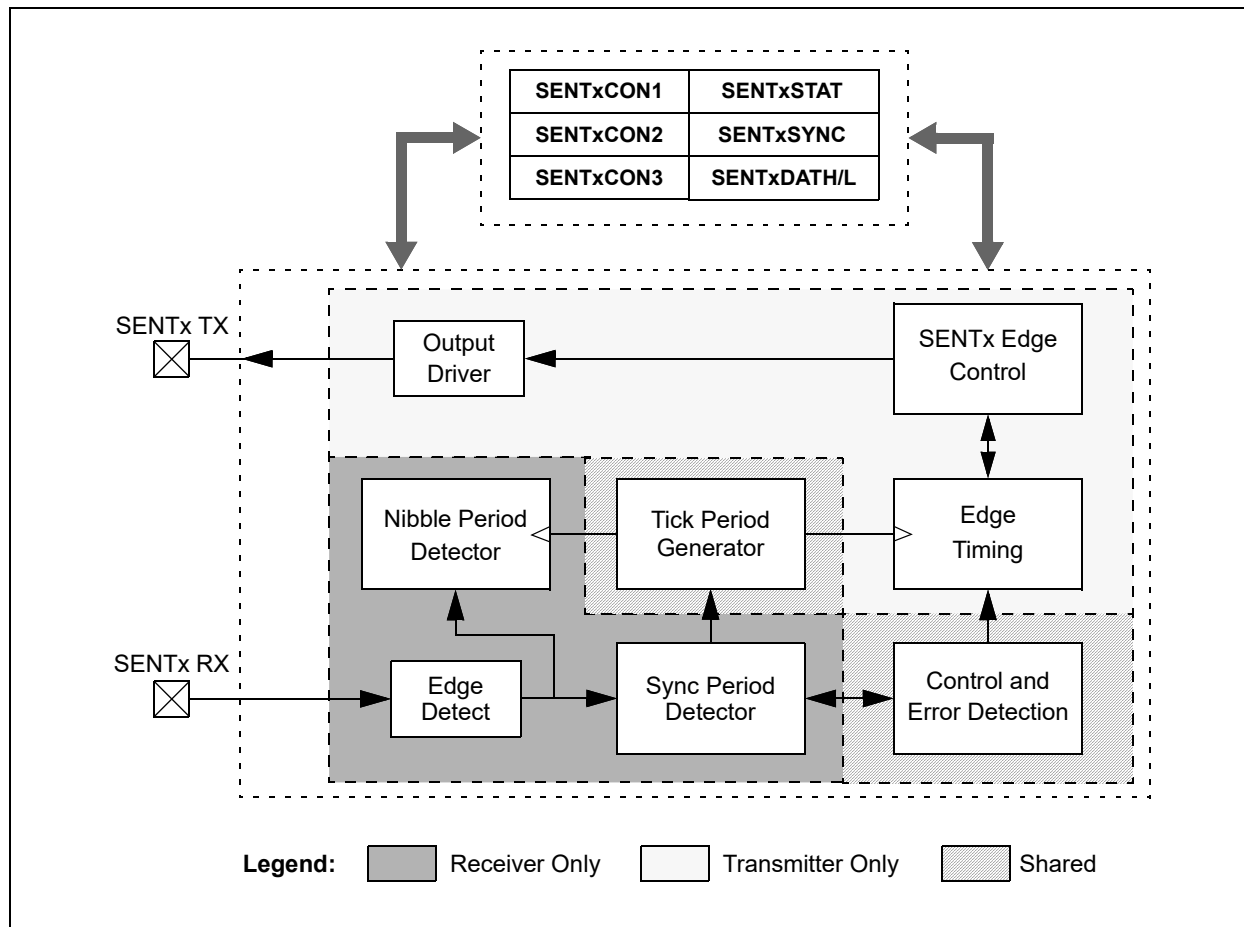 SENTxCON1
SENTxSTAT
SENTxCON2
SENTxSYNC
SENTxCON3
SENTxDATH/L
SENTx TX
Output
Driver
SENTx Edge
Control
Nibble Period
Detector
Tick Period
Generator
Edge
Timing
SENTx RX
Edge
Detect
Sync Period
Detector
Control and
Error Detection
Legend:
Receiver Only
Transmitter Only
Shared